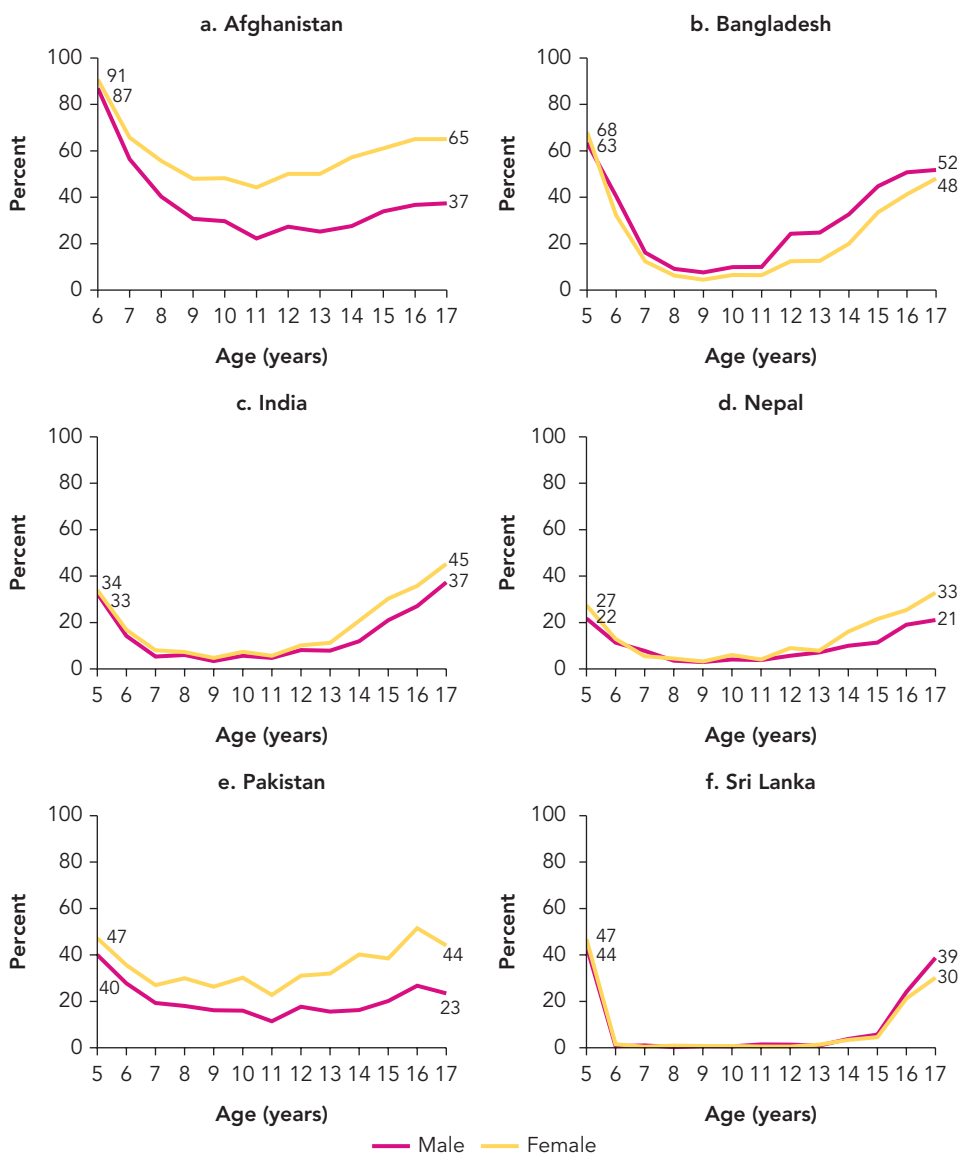 a. Afghanistan
100
80
60
40
20
0
Percent
91
87
65
37
6 7 8 9 10 11 12 13 14 15 16 17
Age (years)
b. Bangladesh
100
80
60
40
20
0
Percent
68
63
52
48
5 6 7 8 9 10 11 12 13 14 15 16 17
Age (years)
c. India
100
80
60
40
20
0
Percent
34
33
45
37
5 6 7 8 9 10 11 12 13 14 15 16 17
Age (years)
d. Nepal
100
80
60
40
20
0
Percent
27
22
33
21
5 6 7 8 9 10 11 12 13 14 15 16 17
Age (years)
e. Pakistan
100
80
60
40
20
0
Percent
47
40
44
23
5 6 7 8 9 10 11 12 13 14 15 16 17
Age (years)
f. Sri Lanka
100
80
60
40
20
0
Percent
47
44
39
30
5 6 7 8 9 10 11 12 13 14 15 16 17
Age (years)
Male Female